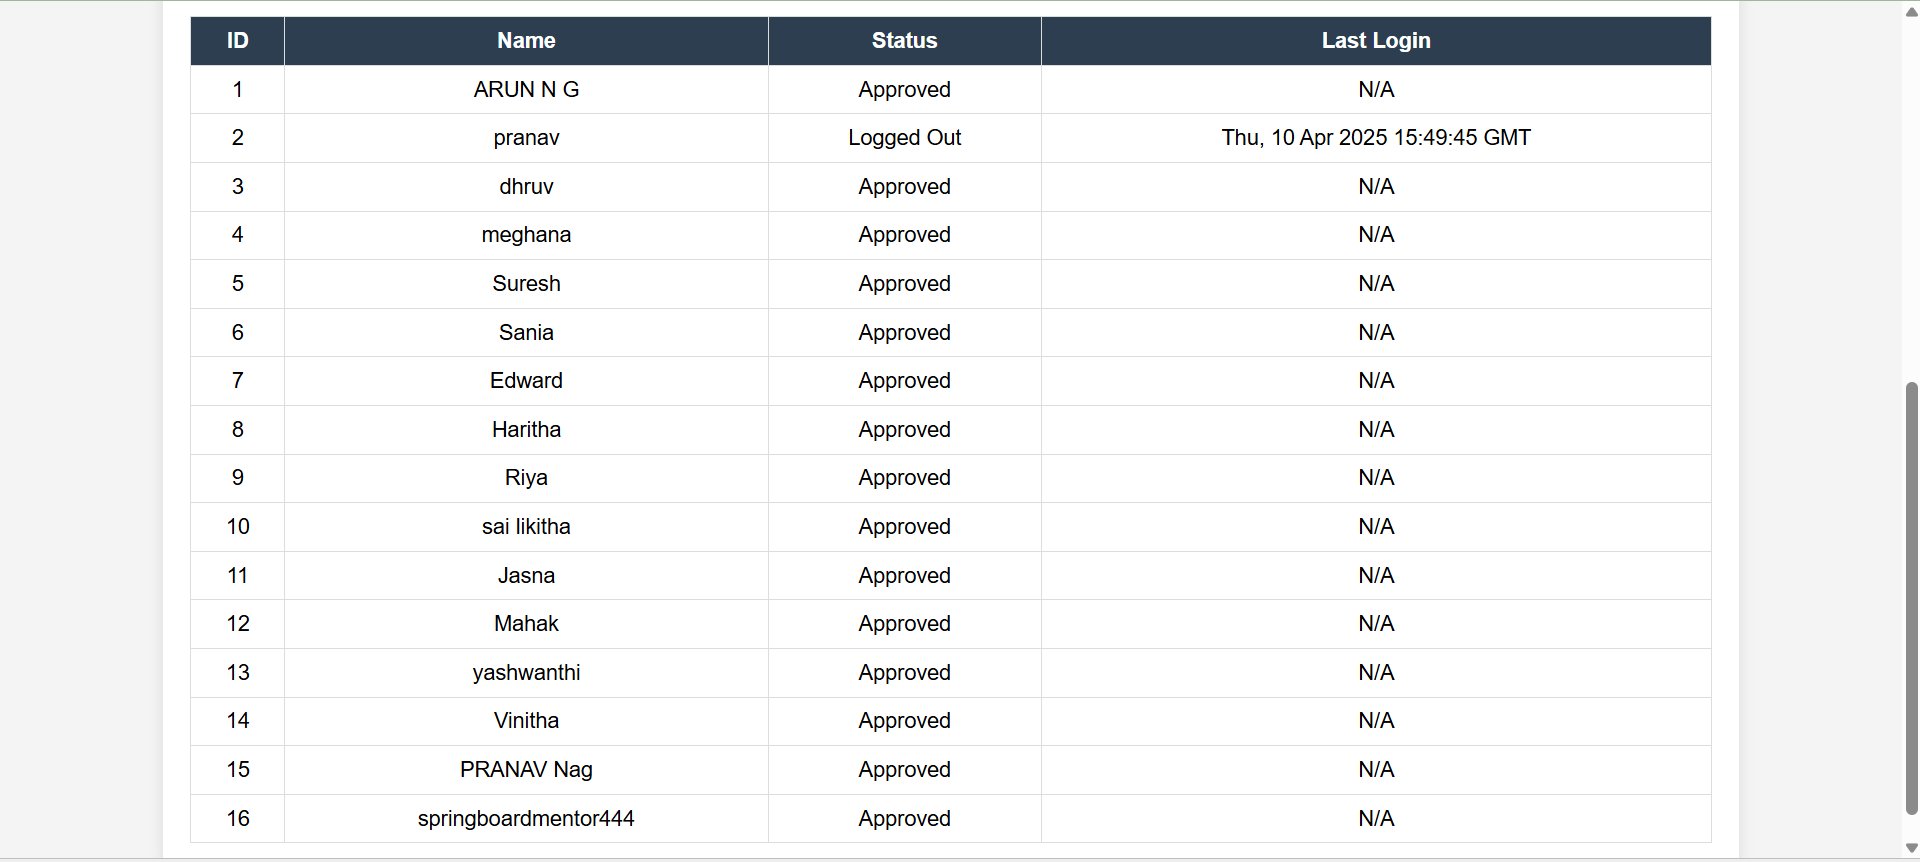 ID Name Status Last Login
1 ARUN N G Approved N/A
2 pranav Logged Out Thu, 10 Apr 2025 15:49:45 GMT
3 dhruv Approved N/A
4 meghana Approved N/A
5 Suresh Approved N/A
6 Sania Approved N/A
7 Edward Approved N/A
8 Haritha Approved N/A
9 Riya Approved N/A
10 sai likitha Approved N/A
11 Jasna Approved N/A
12 Mahak Approved N/A
13 yashwanthi Approved N/A
14 Vinitha Approved N/A
15 PRANAV Nag Approved N/A
16 springboardmentor444 Approved N/A